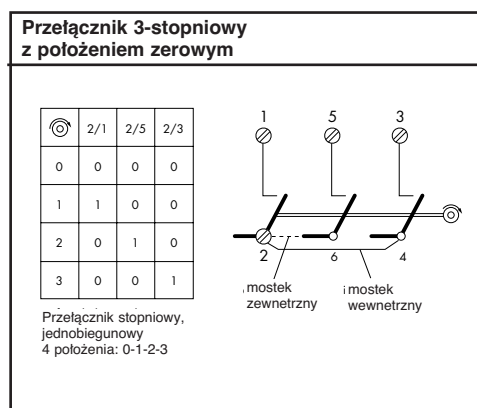 Przełącznik 3-stopniowy
z położeniem zerowym
2/1 2/5 2/3
0 0 0 0
1 1 0 0
2 0 1 0
3 0 0 1
1 5 3
2 6 4
mostek
zewnetrzny
i mostek
wewnetrzny
Przełącznik stopniowy,
jednobiegunowy
4 położenia: 0-1-2-3